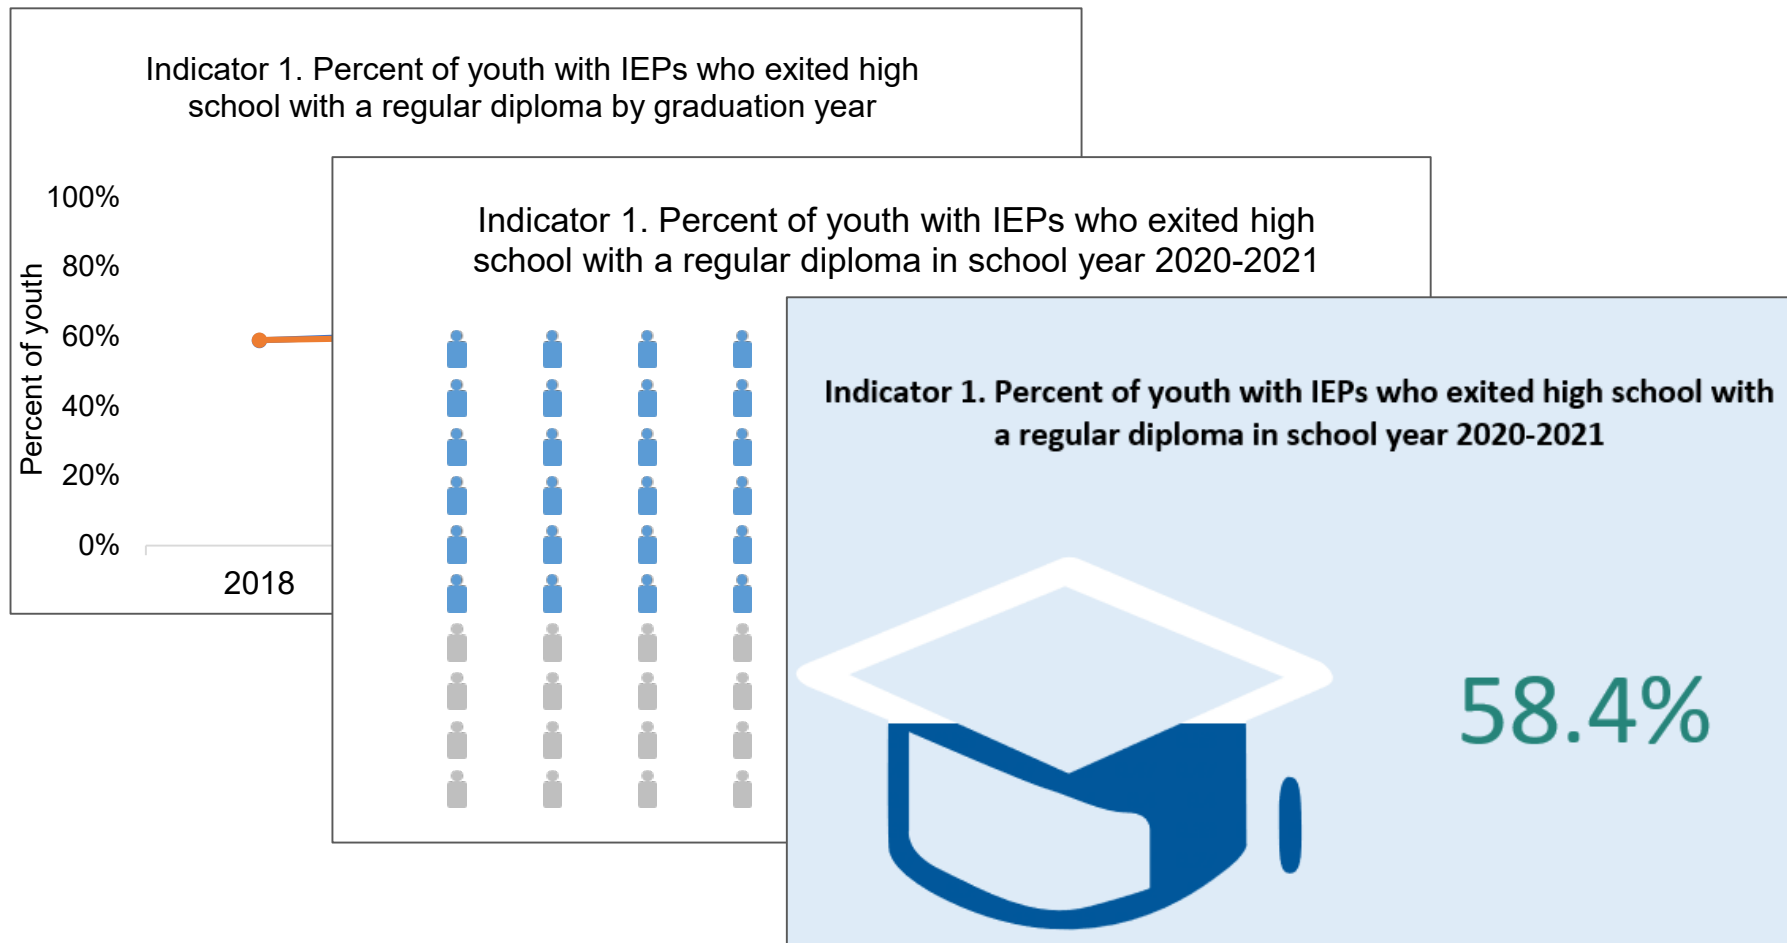 Indicator 1. Percent of youth with IEPs who exited high
school with a regular diploma by graduation year
100%
80%
60%
40%
20%
0%
Percent of youth
2018
Indicator 1. Percent of youth with IEPs who exited high
school with a regular diploma in school year 2020-2021
Indicator 1. Percent of youth with IEPs who exited high school with
a regular diploma in school year 2020-2021
58.4%